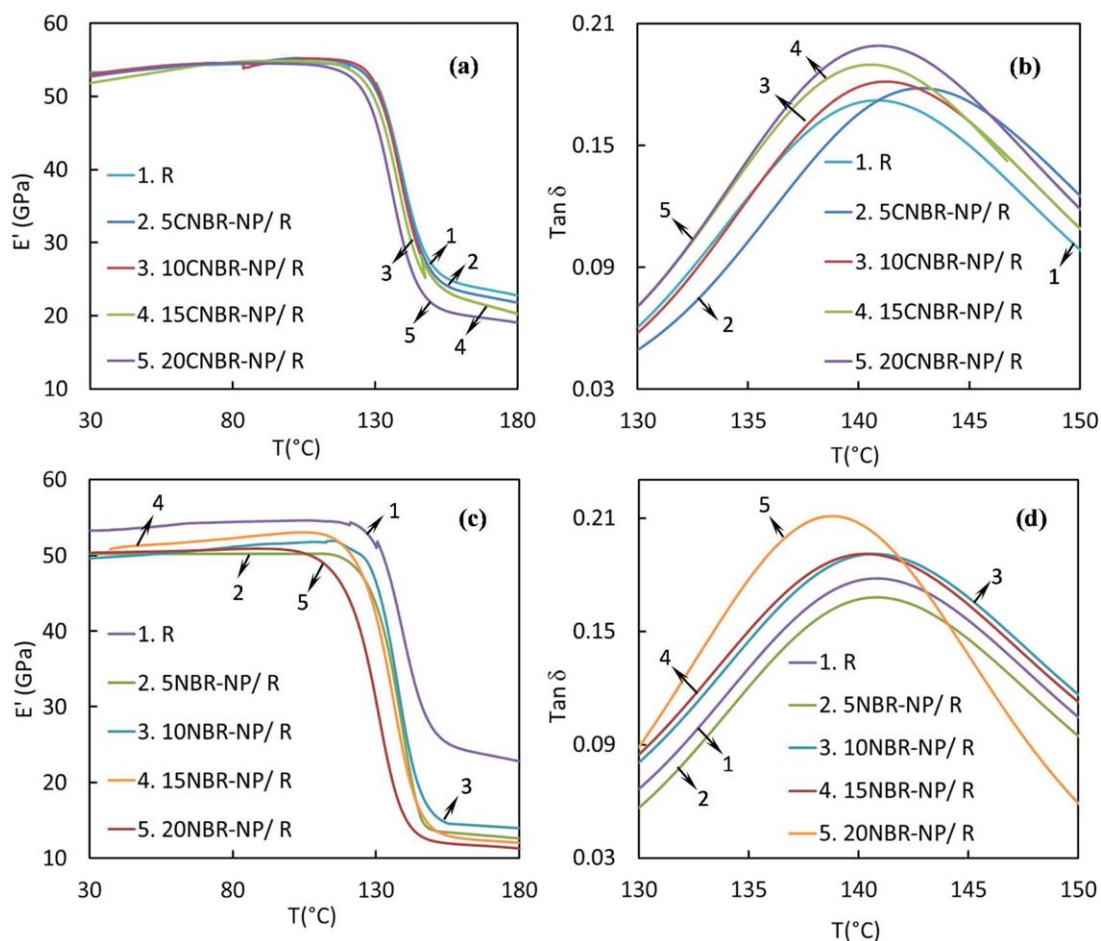 60
50
40
30
20
10
E' (GPa)
(a)
1. R
2. 5CNBR-NP/ R
3. 10CNBR-NP/ R
4. 15CNBR-NP/ R
5. 20CNBR-NP/ R
1
2
3
4
5
30
80
130
180
T(°C)
0.21
0.15
0.09
0.03
Tan δ
(b)
4
3
5
2
1
1. R
2. 5CNBR-NP/ R
3. 10CNBR-NP/ R
4. 15CNBR-NP/ R
5. 20CNBR-NP/ R
130
135
140
145
150
T(°C)
60
50
40
30
20
10
E' (GPa)
(c)
4
1
2
5
3
1. R
2. 5NBR-NP/ R
3. 10NBR-NP/ R
4. 15NBR-NP/ R
5. 20NBR-NP/ R
30
80
130
180
T(°C)
0.21
0.15
0.09
0.03
Tan δ
(d)
5
3
4
1
2
1. R
2. 5NBR-NP/ R
3. 10NBR-NP/ R
4. 15NBR-NP/ R
5. 20NBR-NP/ R
130
135
140
145
150
T(°C)